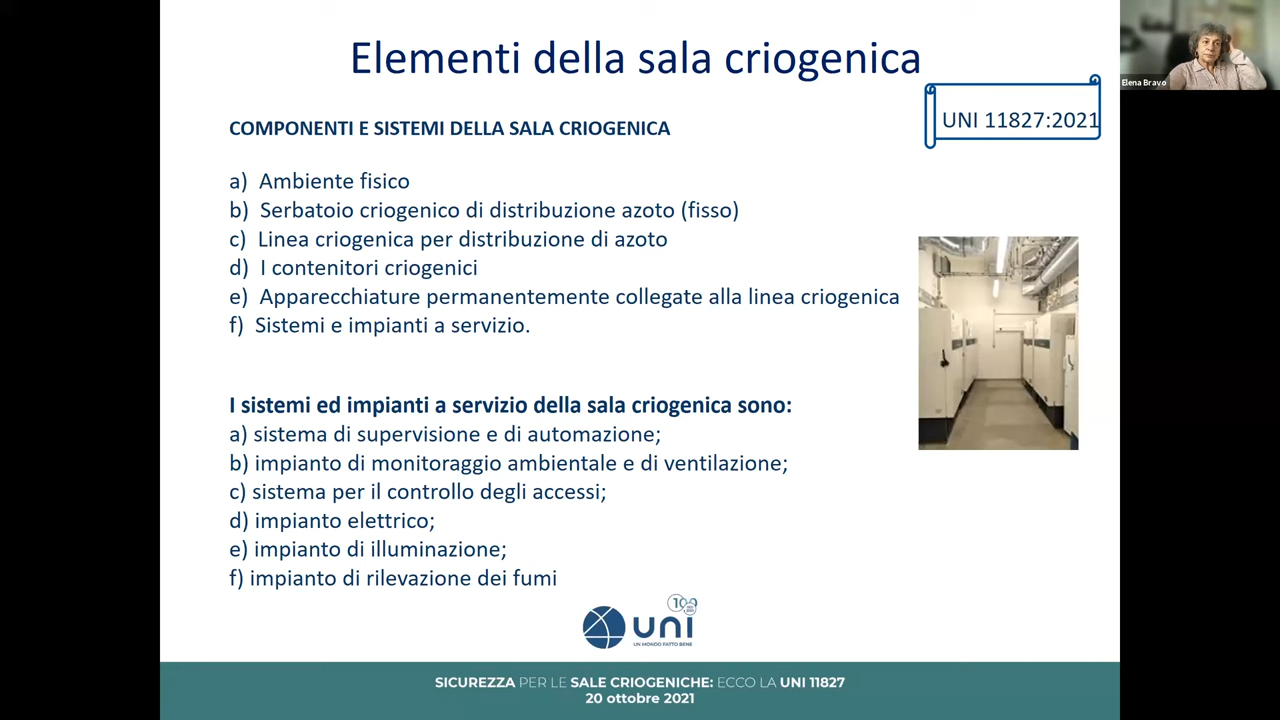 Elementi della sala criogenica
Elena Bravo
UNI 11827:2021
COMPONENTI E SISTEMI DELLA SALA CRIOGENICA
a) Ambiente fisico
b) Serbatoio criogenico di distribuzione azoto (fisso)
c) Linea criogenica per distribuzione di azoto
d) I contenitori criogenici
e) Apparecchiature permanentemente collegate alla linea criogenica
f) Sistemi e impianti a servizio.
I sistemi ed impianti a servizio della sala criogenica sono:
a) sistema di supervisione e di automazione;
b) impianto di monitoraggio ambientale e di ventilazione;
c) sistema per il controllo degli accessi;
d) impianto elettrico;
e) impianto di illuminazione;
f) impianto di rilevazione dei fumi
100
uni
UN MONDO FATTO BENE
SICUREZZA PER LE SALE CRIOGENICHE: ECCO LA UNI 11827
20 ottobre 2021